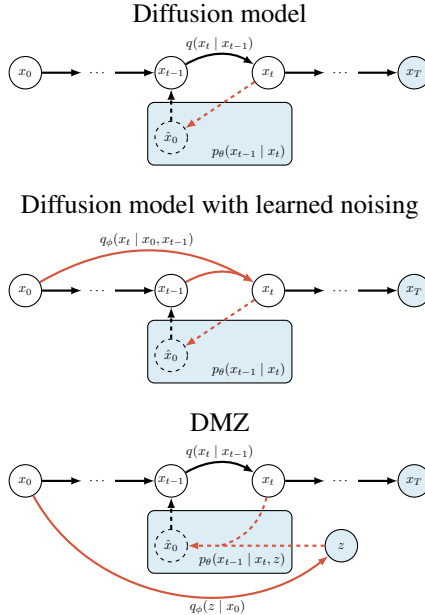 Diffusion model
q(x_t | x_{t−1})
x_0 ... x_{t−1} x_t ... x_T
x̂_0
p_θ(x_{t−1} | x_t)
Diffusion model with learned noising
q_ϕ(x_t | x_0, x_{t−1})
x_0 ... x_{t−1} x_t ... x_T
x̂_0
p_θ(x_{t−1} | x_t)
DMZ
q(x_t | x_{t−1})
x_0 ... x_{t−1} x_t ... x_T
x̂_0 z
p_θ(x_{t−1} | x_t, z)
q_ϕ(z | x_0)